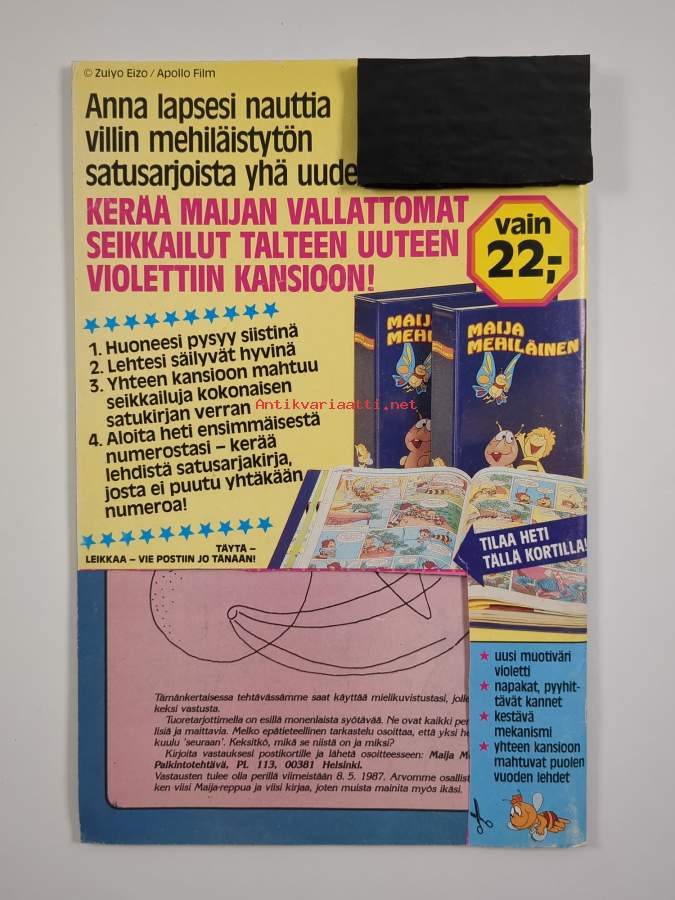 © Zuiyo Eizo / Apollo Film
Anna lapsesi nauttia
villin mehiläistytön
satusarjoista yhä
KERÄÄ MAIJAN VALLATTOMAT
SEIKKAILUT TALTEEN UUTEEN
VIOLETTIIN KANSIOON!
vain
22,-
1. Huoneesi pysyy siistinä
2. Lehtesi säilyvät hyvinä
3. Yhteen kansioon mahtuu
seikkailuja kokonaisen
satukirjan verran
4. Aloita heti ensimmäisestä
numerostasi – kerää
lehdistä satusarjakirja,
josta ei puutu yhtäkään
numeroa!
MAIJA
MAIJA
MEHILÄINEN
Antikvariaatti.net
TÄYTÄ –
LEIKKAA – VIE POSTIIN JO TÄNÄÄN!
TILAA HETI
TÄLLÄ KORTILLA!
★ uusi muotiväri
violetti
★ napakat, pyyhit-
tävät kannet
★ kestävä
mekanismi
★ yhteen kansioon
mahtuvat puolen
vuoden lehdet
Tämänkertaisessa tehtävässämme saat käyttää mielikuvitustasi,
keksi vastusta.
Tuoretarjottimella on esillä monenlaista syötävää. Ne ovat kaikki
lisiä ja maittavia. Melko epätieteellinen tarkastelu osoittaa, että yksi
kuulu 'seuraan'. Keksitkö, mikä se niistä on ja miksi?
Kirjoita vastauksesi postikortille ja lähetä osoitteeseen: Maija
Palkintotehtävä, PL 113, 00381 Helsinki.
Vastausten tulee olla perillä viimeistään 8. 5. 1987. Arvomme
ken viisi Maija-reppua ja viisi kirjaa, joten muista mainita myös ikäsi.